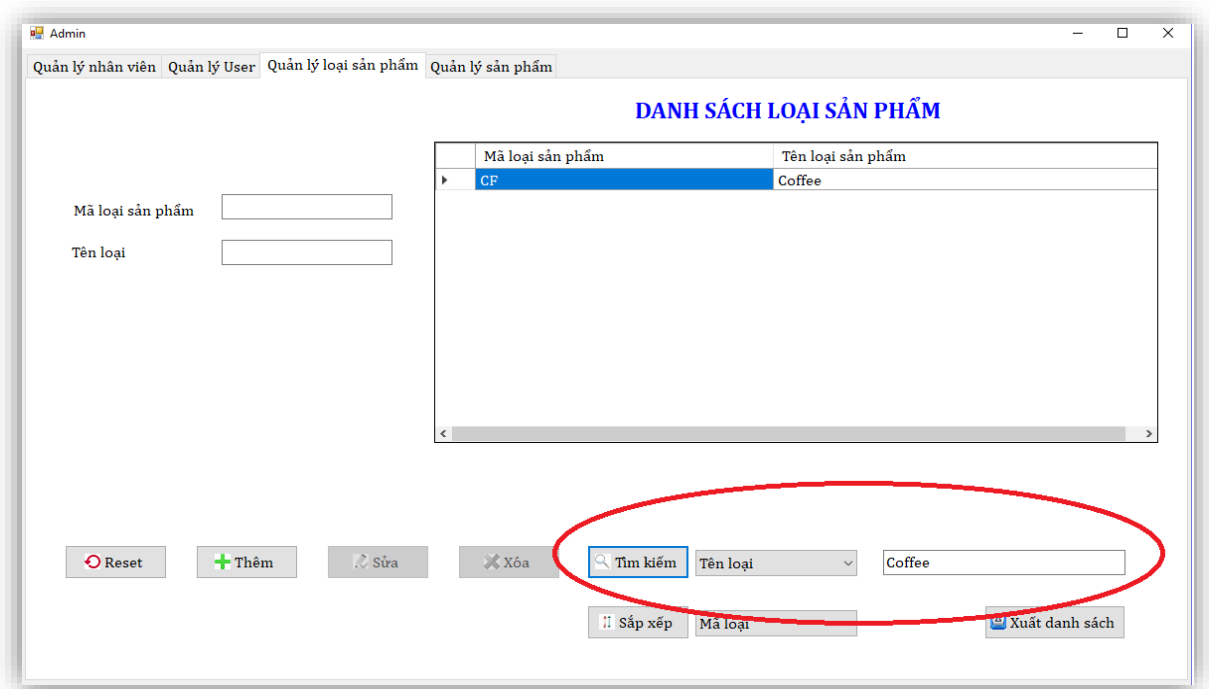 Admin
Quản lý nhân viên Quản lý User Quản lý loại sản phẩm Quản lý sản phẩm
DANH SÁCH LOẠI SẢN PHẨM
Mã loại sản phẩm Tên loại sản phẩm
CF Coffee
Mã loại sản phẩm
Tên loại
Reset Thêm Sửa Xóa Tìm kiếm Tên loại Coffee
Sắp xếp Mã loại Xuất danh sách